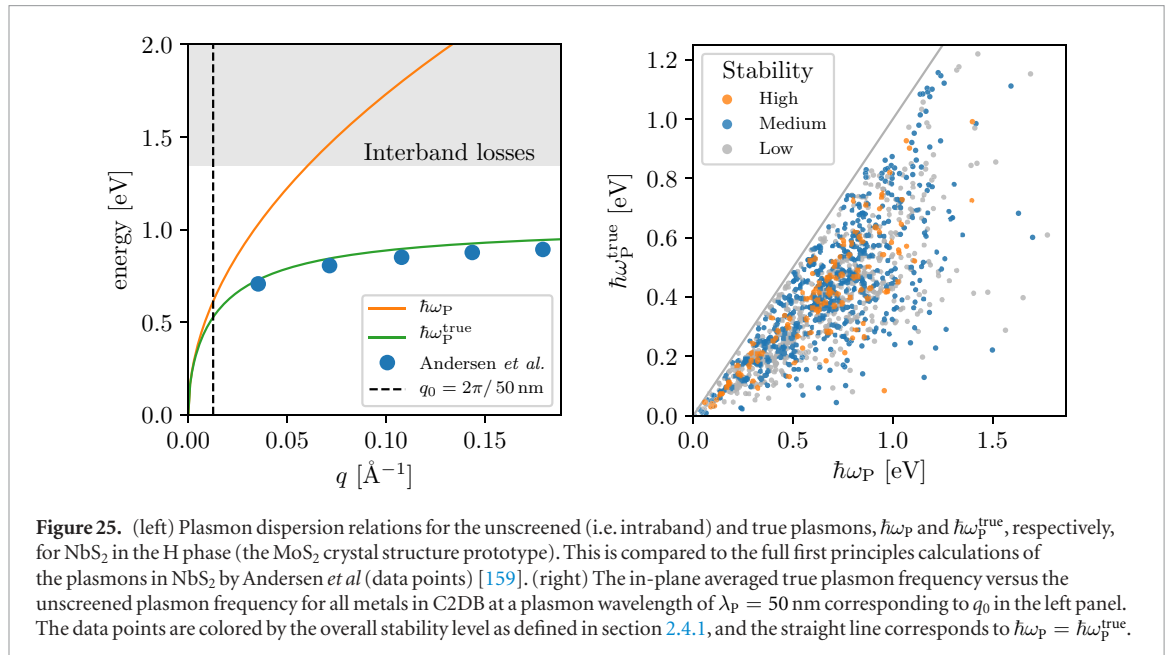 2.0
1.5
1.0
0.5
0.0
energy [eV]
Interband losses
ħω_P
ħω_P^true
Andersen et al.
q₀ = 2π/ 50 nm
0.00 0.05 0.10 0.15
q [Å⁻¹]
1.2
1.0
0.8
0.6
0.4
0.2
0.0
ħω_P^true [eV]
Stability
High
Medium
Low
0.0 0.5 1.0 1.5
ħω_P [eV]
Figure 25. (left) Plasmon dispersion relations for the unscreened (i.e. intraband) and true plasmons, ħω_P and ħω_P^true, respectively,
for NbS₂ in the H phase (the MoS₂ crystal structure prototype). This is compared to the full first principles calculations of
the plasmons in NbS₂ by Andersen et al (data points) [159]. (right) The in-plane averaged true plasmon frequency versus the
unscreened plasmon frequency for all metals in C2DB at a plasmon wavelength of λ_P = 50 nm corresponding to q₀ in the left panel.
The data points are colored by the overall stability level as defined in section 2.4.1, and the straight line corresponds to ħω_P = ħω_P^true.